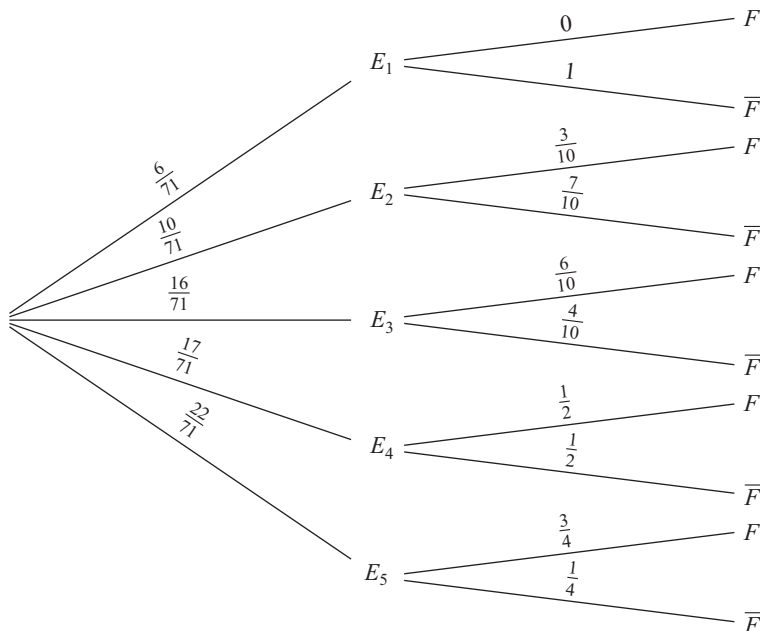 0
F
E₁
1
F̅
6/71
3/10
F
E₂
7/10
F̅
10/71
16/71
6/10
F
E₃
4/10
F̅
17/71
1/2
F
E₄
1/2
F̅
22/71
3/4
F
E₅
1/4
F̅